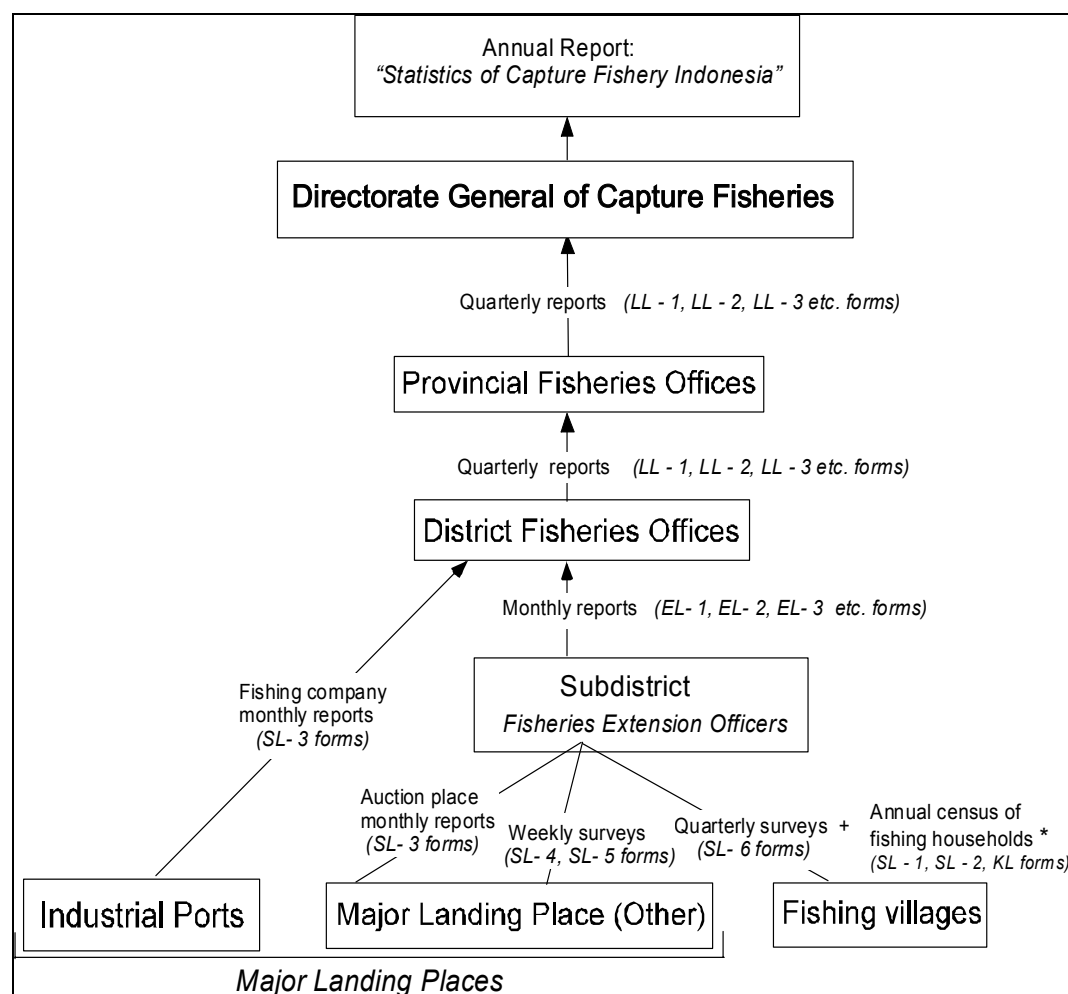 Annual Report:
“Statistics of Capture Fishery Indonesia”
Directorate General of Capture Fisheries
Quarterly reports (LL - 1, LL - 2, LL - 3 etc. forms)
Provincial Fisheries Offices
Quarterly reports (LL - 1, LL - 2, LL - 3 etc. forms)
District Fisheries Offices
Monthly reports (EL- 1, EL- 2, EL- 3 etc. forms)
Subdistrict
Fisheries Extension Officers
Fishing company
monthly reports
(SL- 3 forms)
Auction place
monthly reports
(SL- 3 forms)
Weekly surveys
(SL- 4, SL- 5 forms)
Quarterly surveys +
(SL- 6 forms)
Annual census of
fishing households *
(SL - 1, SL - 2, KL forms)
Industrial Ports
Major Landing Place (Other)
Fishing villages
Major Landing Places